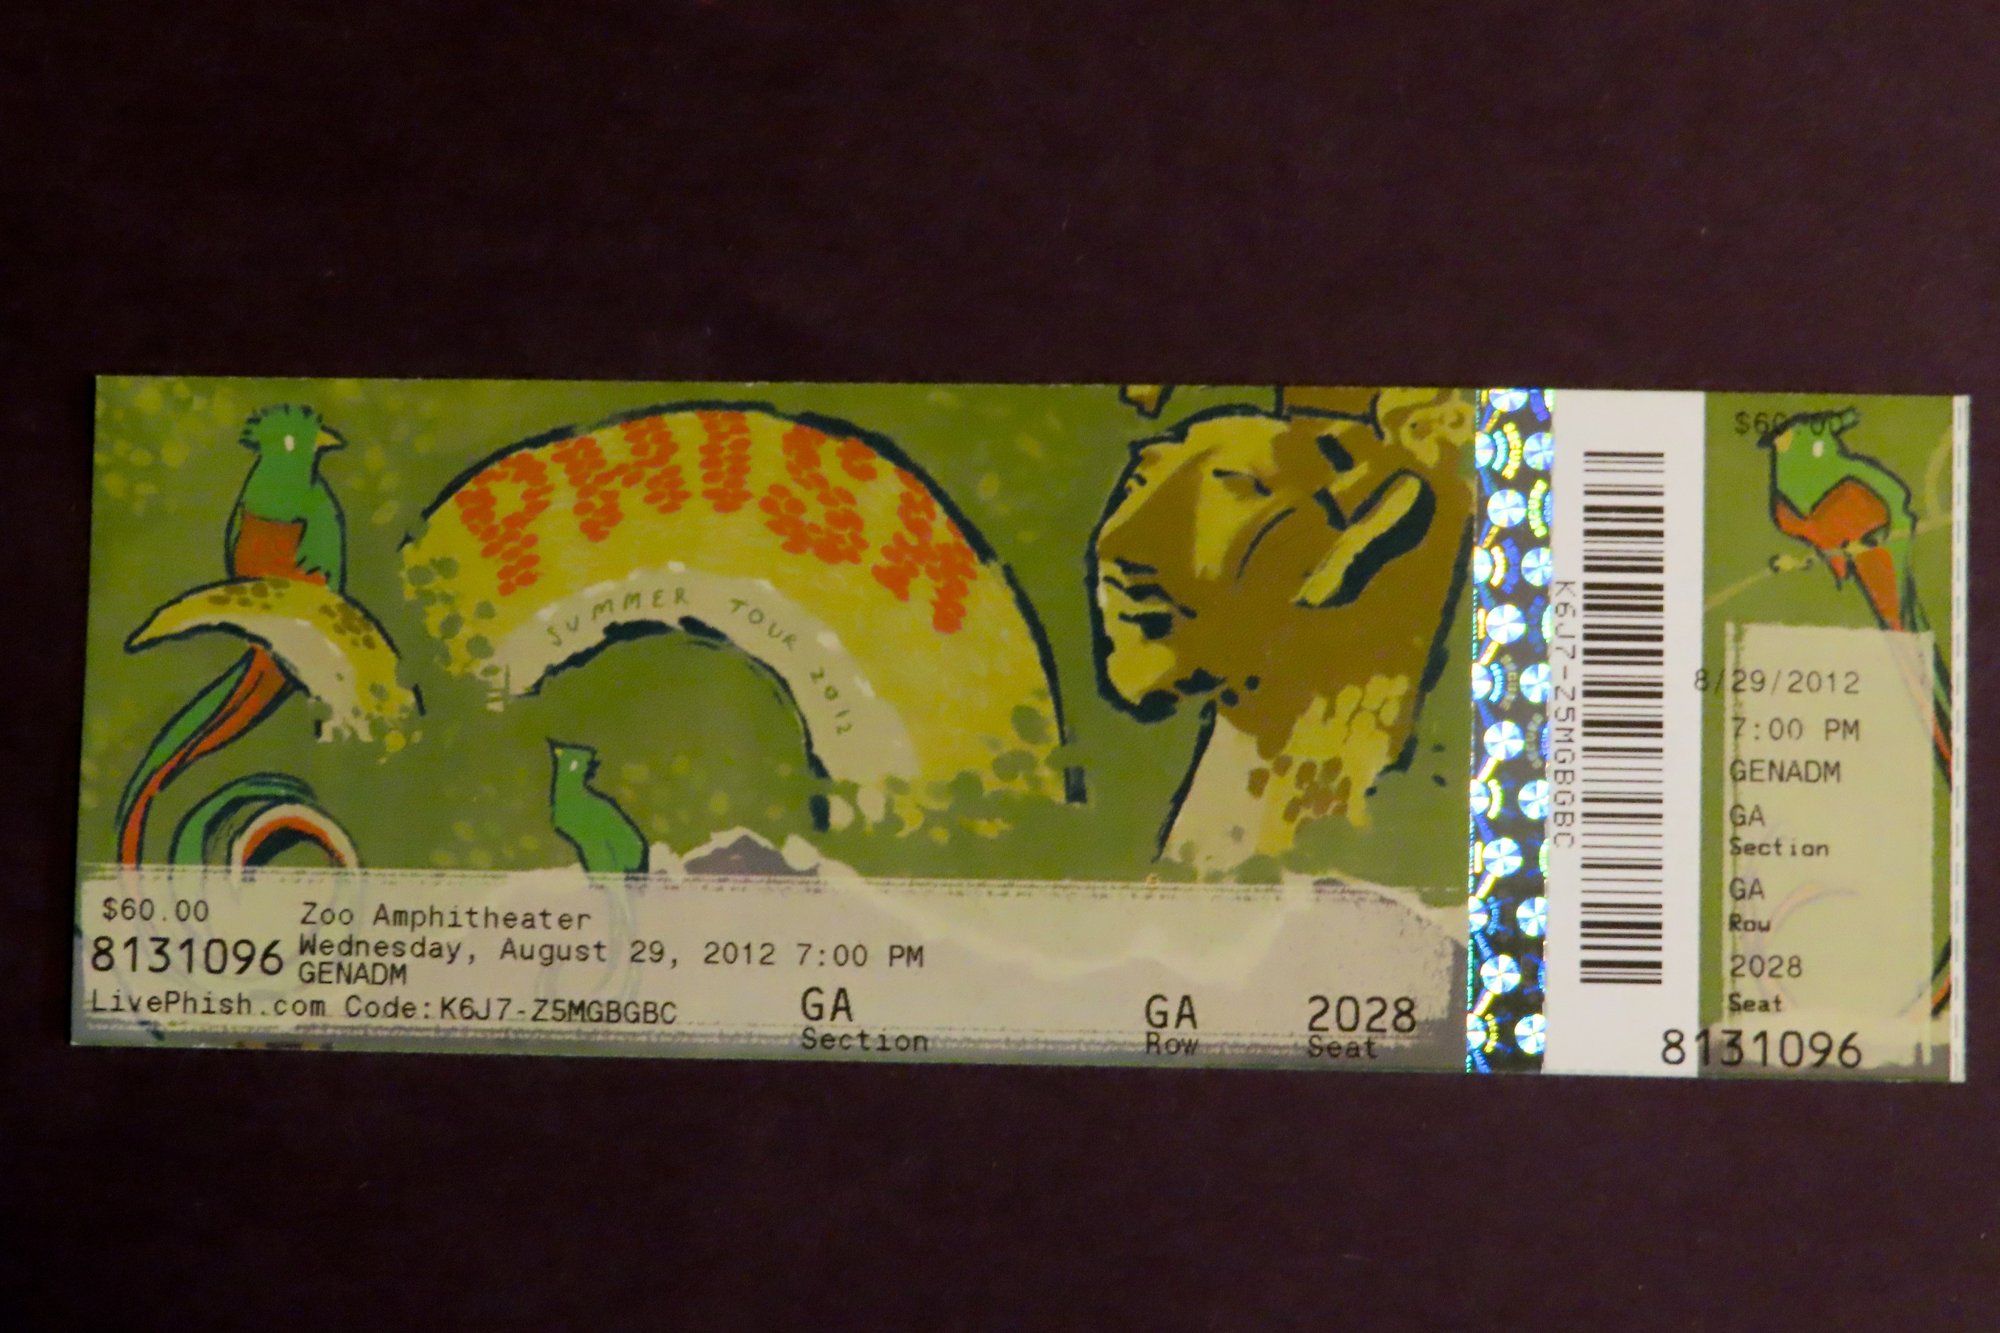 PHISH
SUMMER TOUR 2012
$60.00
Zoo Amphitheater
8131096
Wednesday, August 29, 2012 7:00 PM
GENADM
LivePhish.com Code:K6J7-Z5MGBGBC
GA
Section
GA
Row
2028
Seat
K6J7-Z5MGBGBC
$60.00
8/29/2012
7:00 PM
GENADM
GA
Section
GA
Row
2028
Seat
8131096